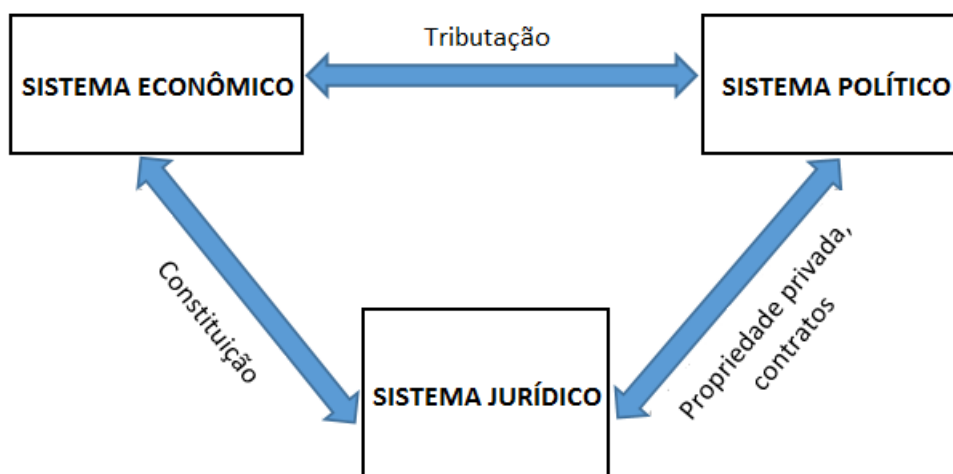 Tributação
SISTEMA ECONÔMICO
SISTEMA POLÍTICO
Constituição
Propriedade privada,
contratos
SISTEMA JURÍDICO